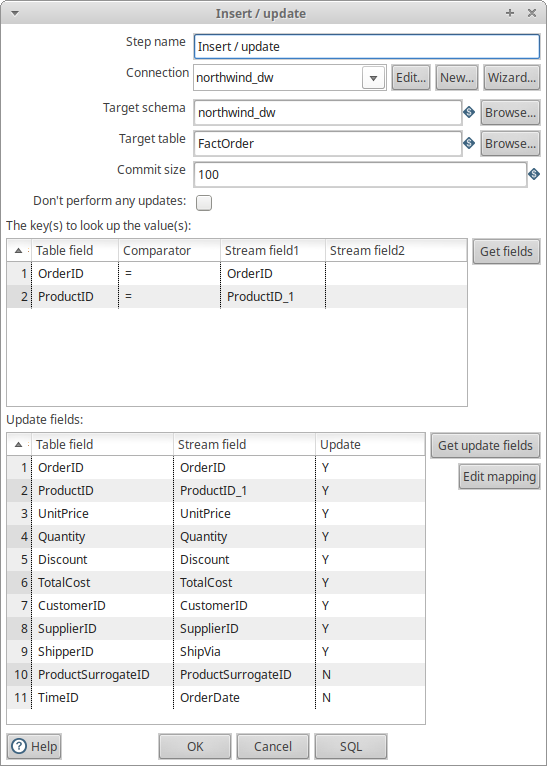 Insert / update
Step name Insert / update
Connection northwind_dw Edit... New... Wizard...
Target schema northwind_dw Browse...
Target table FactOrder Browse...
Commit size 100
Don't perform any updates:
The key(s) to look up the value(s):
Table field Comparator Stream field1 Stream field2 Get fields
1 OrderID = OrderID
2 ProductID = ProductID_1
Update fields:
Table field Stream field Update Get update fields
1 OrderID OrderID Y Edit mapping
2 ProductID ProductID_1 Y
3 UnitPrice UnitPrice Y
4 Quantity Quantity Y
5 Discount Discount Y
6 TotalCost TotalCost Y
7 CustomerID CustomerID Y
8 SupplierID SupplierID Y
9 ShipperID ShipVia Y
10 ProductSurrogateID ProductSurrogateID N
11 TimeID OrderDate N
Help OK Cancel SQL